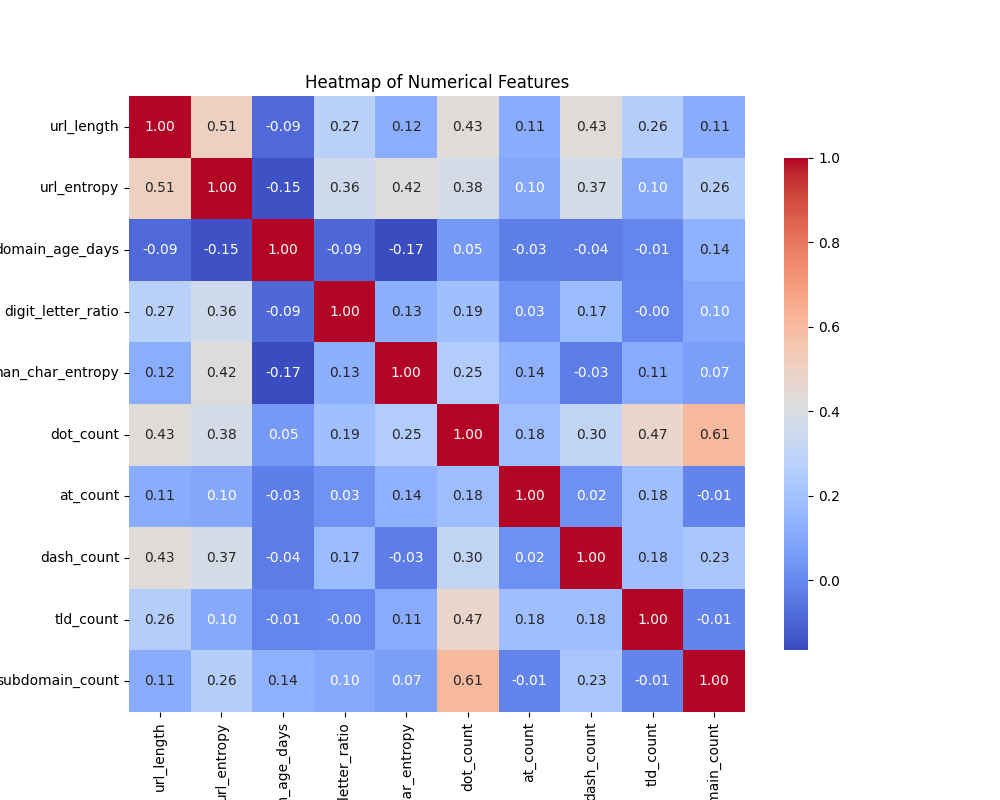 Heatmap of Numerical Features
url_length 1.00 0.51 -0.09 0.27 0.12 0.43 0.11 0.43 0.26 0.11
url_entropy 0.51 1.00 -0.15 0.36 0.42 0.38 0.10 0.37 0.10 0.26
domain_age_days -0.09 -0.15 1.00 -0.09 -0.17 0.05 -0.03 -0.04 -0.01 0.14
digit_letter_ratio 0.27 0.36 -0.09 1.00 0.13 0.19 0.03 0.17 -0.00 0.10
an_char_entropy 0.12 0.42 -0.17 0.13 1.00 0.25 0.14 -0.03 0.11 0.07
dot_count 0.43 0.38 0.05 0.19 0.25 1.00 0.18 0.30 0.47 0.61
at_count 0.11 0.10 -0.03 0.03 0.14 0.18 1.00 0.02 0.18 -0.01
dash_count 0.43 0.37 -0.04 0.17 -0.03 0.30 0.02 1.00 0.18 0.23
tld_count 0.26 0.10 -0.01 -0.00 0.11 0.47 0.18 0.18 1.00 -0.01
subdomain_count 0.11 0.26 0.14 0.10 0.07 0.61 -0.01 0.23 -0.01 1.00
url_length
url_entropy
n_age_days
letter_ratio
ar_entropy
dot_count
at_count
dash_count
tld_count
main_count
1.0
0.8
0.6
0.4
0.2
0.0